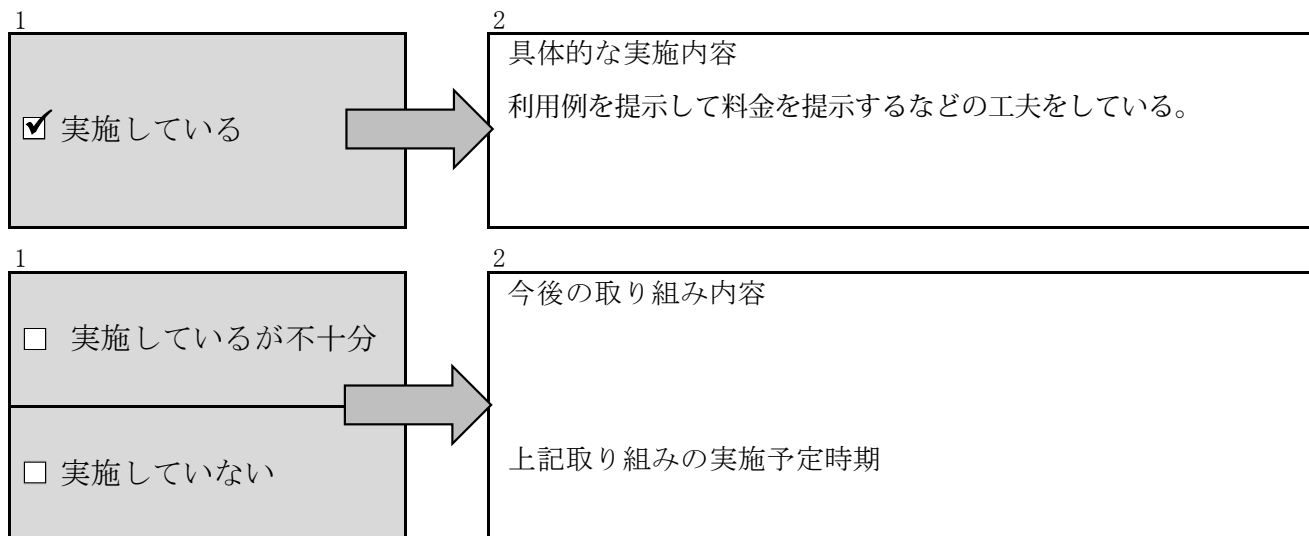 1
2
☑ 実施している
具体的な実施内容
利用例を提示して料金を提示するなどの工夫をしている。
1
2
□ 実施しているが不十分
□ 実施していない
今後の取り組み内容
上記取り組みの実施予定時期